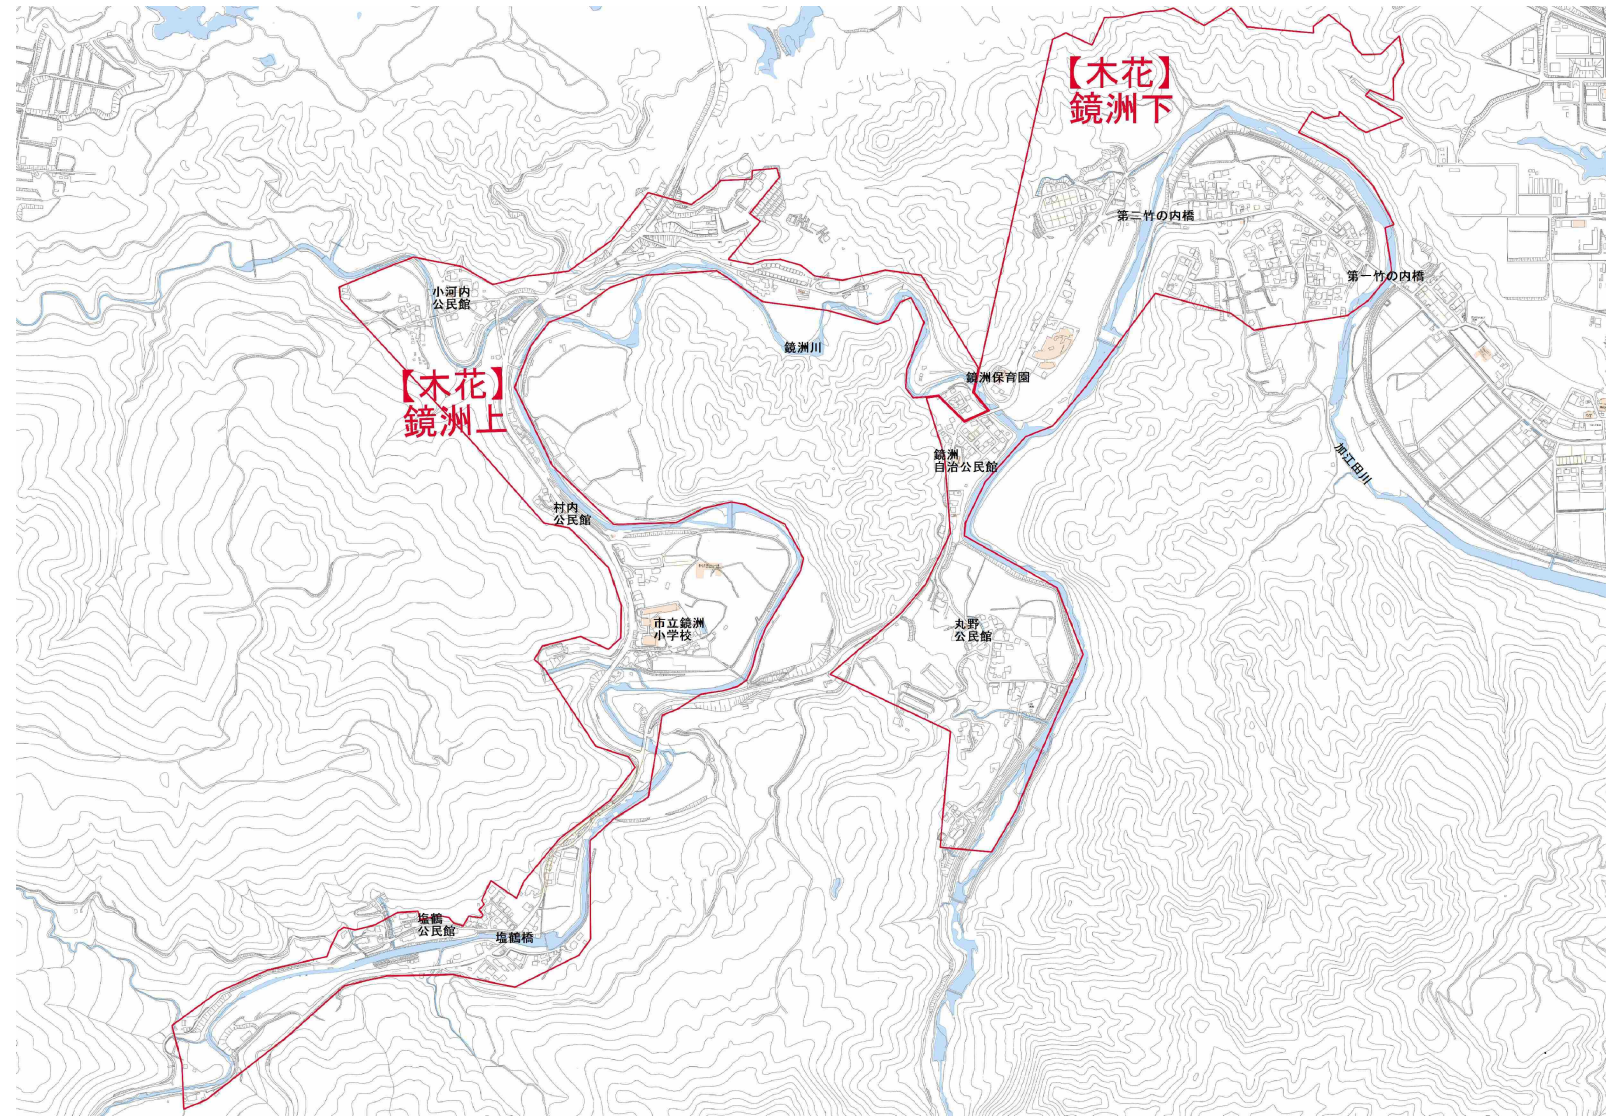 【木花】
鏡洲下
第二竹の内橋
第一竹の内橋
小河内
公民館
鏡洲川
鏡洲保育園
【木花】
鏡洲上
鏡洲
自治公民館
加江田川
村内
公民館
市立鏡洲
小学校
丸野
公民館
塩鶴
公民館
塩鶴橋